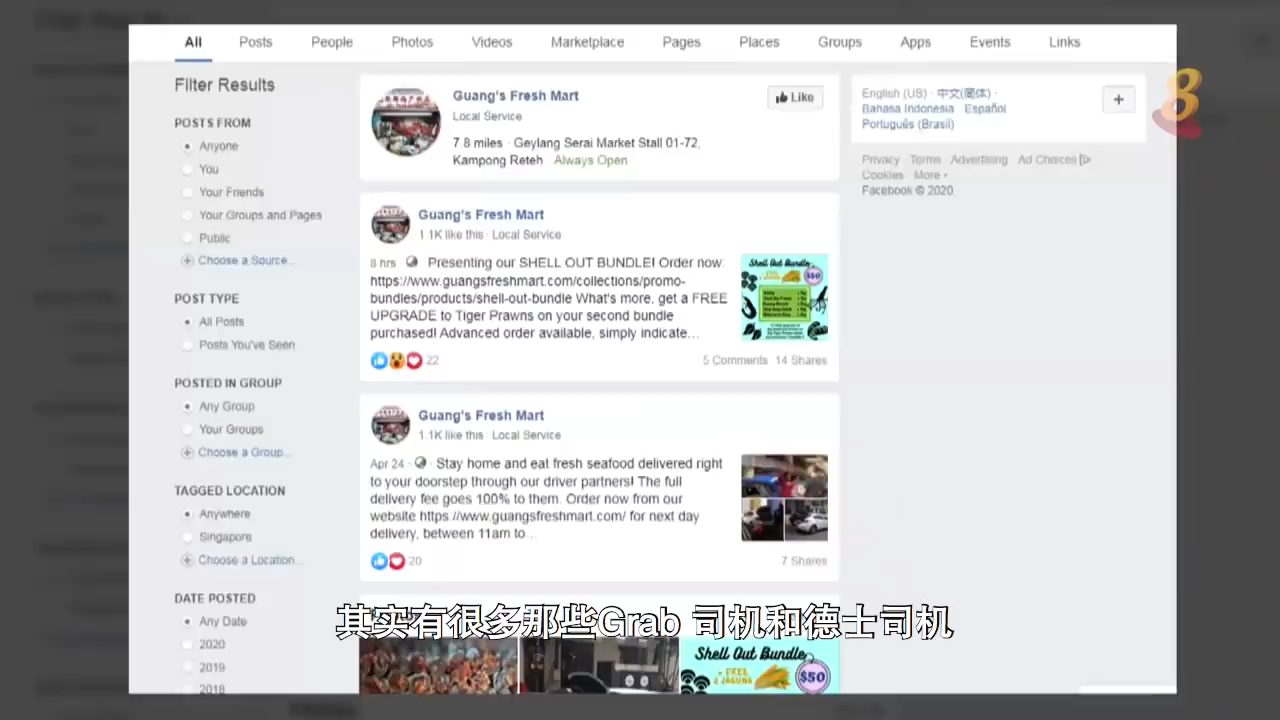 All Posts People Photos Videos Marketplace Pages Places Groups Apps Events Links
Filter Results
POSTS FROM
Anyone
You
Your Friends
Your Groups and Pages
Public
Choose a Source...
POST TYPE
All Posts
Posts You've Seen
POSTED IN GROUP
Any Group
Your Groups
Choose a Group...
TAGGED LOCATION
Anywhere
Singapore
Choose a Location...
DATE POSTED
Any Date
2020
2019
2018
Guang's Fresh Mart
Like
Local Service
7.8 miles · Geylang Serai Market Stall 01-72,
Kampong Reteh Always Open
Guang's Fresh Mart
1.1K like this · Local Service
8 hrs · Presenting our SHELL OUT BUNDLE! Order now:
https://www.guangsfreshmart.com/collections/promo-
bundles/products/shell-out-bundle What's more, get a FREE
UPGRADE to Tiger Prawns on your second bundle
purchased! Advanced order available, simply indicate...
Shell Out Bundle
$50
22
5 Comments 14 Shares
Guang's Fresh Mart
1.1K like this · Local Service
Apr 24 · Stay home and eat fresh seafood delivered right
to your doorstep through our driver partners! The full
delivery fee goes 100% to them. Order now from our
website https://www.guangsfreshmart.com/ for next day
delivery, between 11am to...
20
7 Shares
Shell Out Bundle
+ FREE
2 JAGUNG
$50
English (US) · 中文(简体) ·
Bahasa Indonesia · Español ·
Português (Brasil)
+
Privacy · Terms · Advertising · Ad Choices
Cookies · More
Facebook © 2020
8
其实有很多那些Grab 司机和德士司机